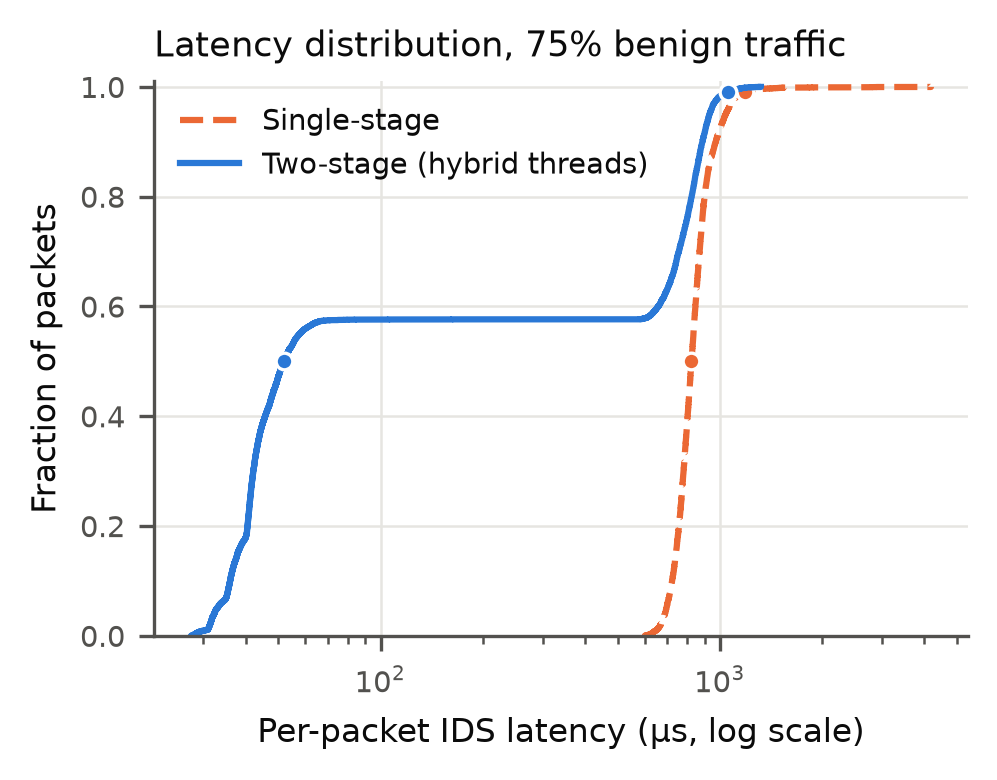 Latency distribution, 75% benign traffic
1.0
0.8
0.6
0.4
0.2
0.0
Fraction of packets
Single-stage
Two-stage (hybrid threads)
10²
10³
Per-packet IDS latency (µs, log scale)